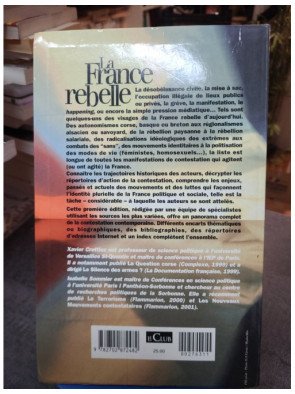 La
France
rebelle
La désobéissance civile, la mise à sac,
l'occupation illégale de lieux publics
ou privés, la grève, la manifestation, le
happening, ou encore la simple pression médiatique... Tels sont
quelques-uns des visages de la France rebelle d'aujourd'hui.
Des autonomismes corse, basque ou breton aux régionalismes
alsacien ou savoyard, de la rébellion paysanne à la rébellion
salariale, des radicalisations idéologiques des extrêmes aux
combats des "sans", des mouvements identitaires à la politisation
des modes de vie (féministes, homosexuels...), la liste est
longue de toutes les manifestations de contestation qui agitent
(ou ont agité) la France.
Connaître les trajectoires historiques des acteurs, décrypter les
répertoires d'action de la contestation, comprendre les enjeux,
pensés et actuels des mouvements et des luttes qui façonnent
l'identité plurielle de la France politique et sociale, telle est la
tâche – considérable – à laquelle les auteurs se sont attelés.
Cette première édition, rédigée par une équipe de spécialistes
utilisant les sources les plus variées, offre un panorama complet
de la contestation contemporaine. Différents encarts thématiques
ou biographiques, des bibliographies, des répertoires
d'adresses Internet et un index complètent l'ensemble.
Xavier Crettiez est professeur de science politique à l'université
de Versailles St-Quentin et maître de conférences à l'IEP de Paris.
Il a notamment publié La Question corse (Complexe, 1999) et a
dirigé Le Silence des armes ? (La Documentation française, 1999).
Isabelle Sommier est maître de conférences en science politique à
l'université Paris I Panthéon-Sorbonne et chercheur au centre
de recherches politiques de la Sorbonne. Elle a récemment
publié Le Terrorisme (Flammarion, 2000) et Les Nouveaux
Mouvements contestataires (Flammarion, 2001).
LE CLUB
25.00